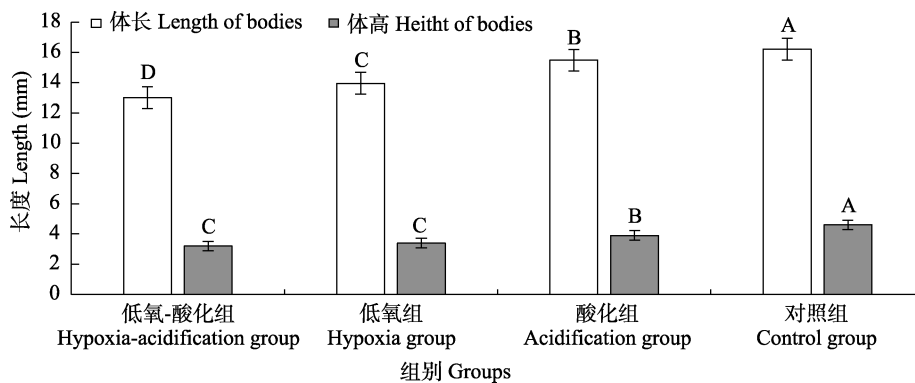 体长 Length of bodies 体高 Heitht of bodies
18
16
14
12
10
8
6
4
2
0
长度 Length (mm)
D
C
C
C
B
B
A
A
低氧-酸化组
Hypoxia-acidification group
低氧组
Hypoxia group
酸化组
Acidification group
对照组
Control group
组别 Groups